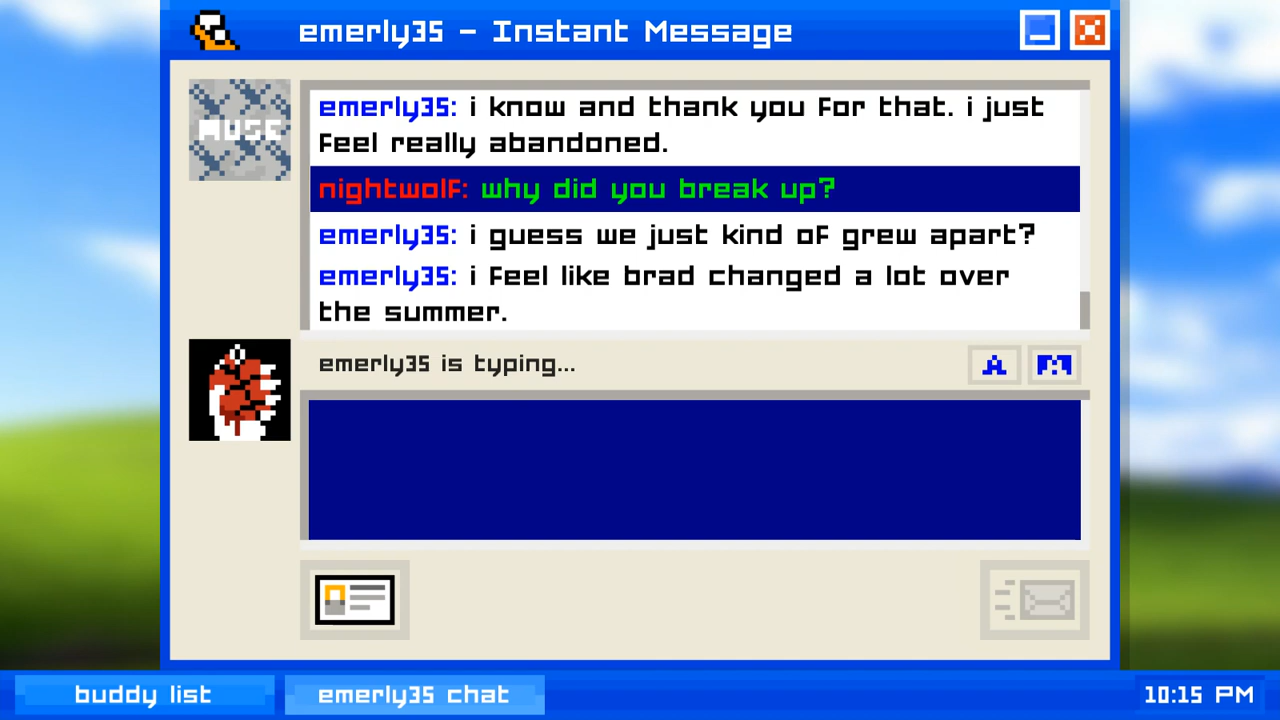 emerly35 - Instant Message
MUSE
emerly35: i know and thank you for that. i just
feel really abandoned.
nightwolf: why did you break up?
emerly35: i guess we just kind of grew apart?
emerly35: i feel like brad changed a lot over
the summer.
emerly35 is typing...
A
buddy list
emerly35 chat
10:15 PM